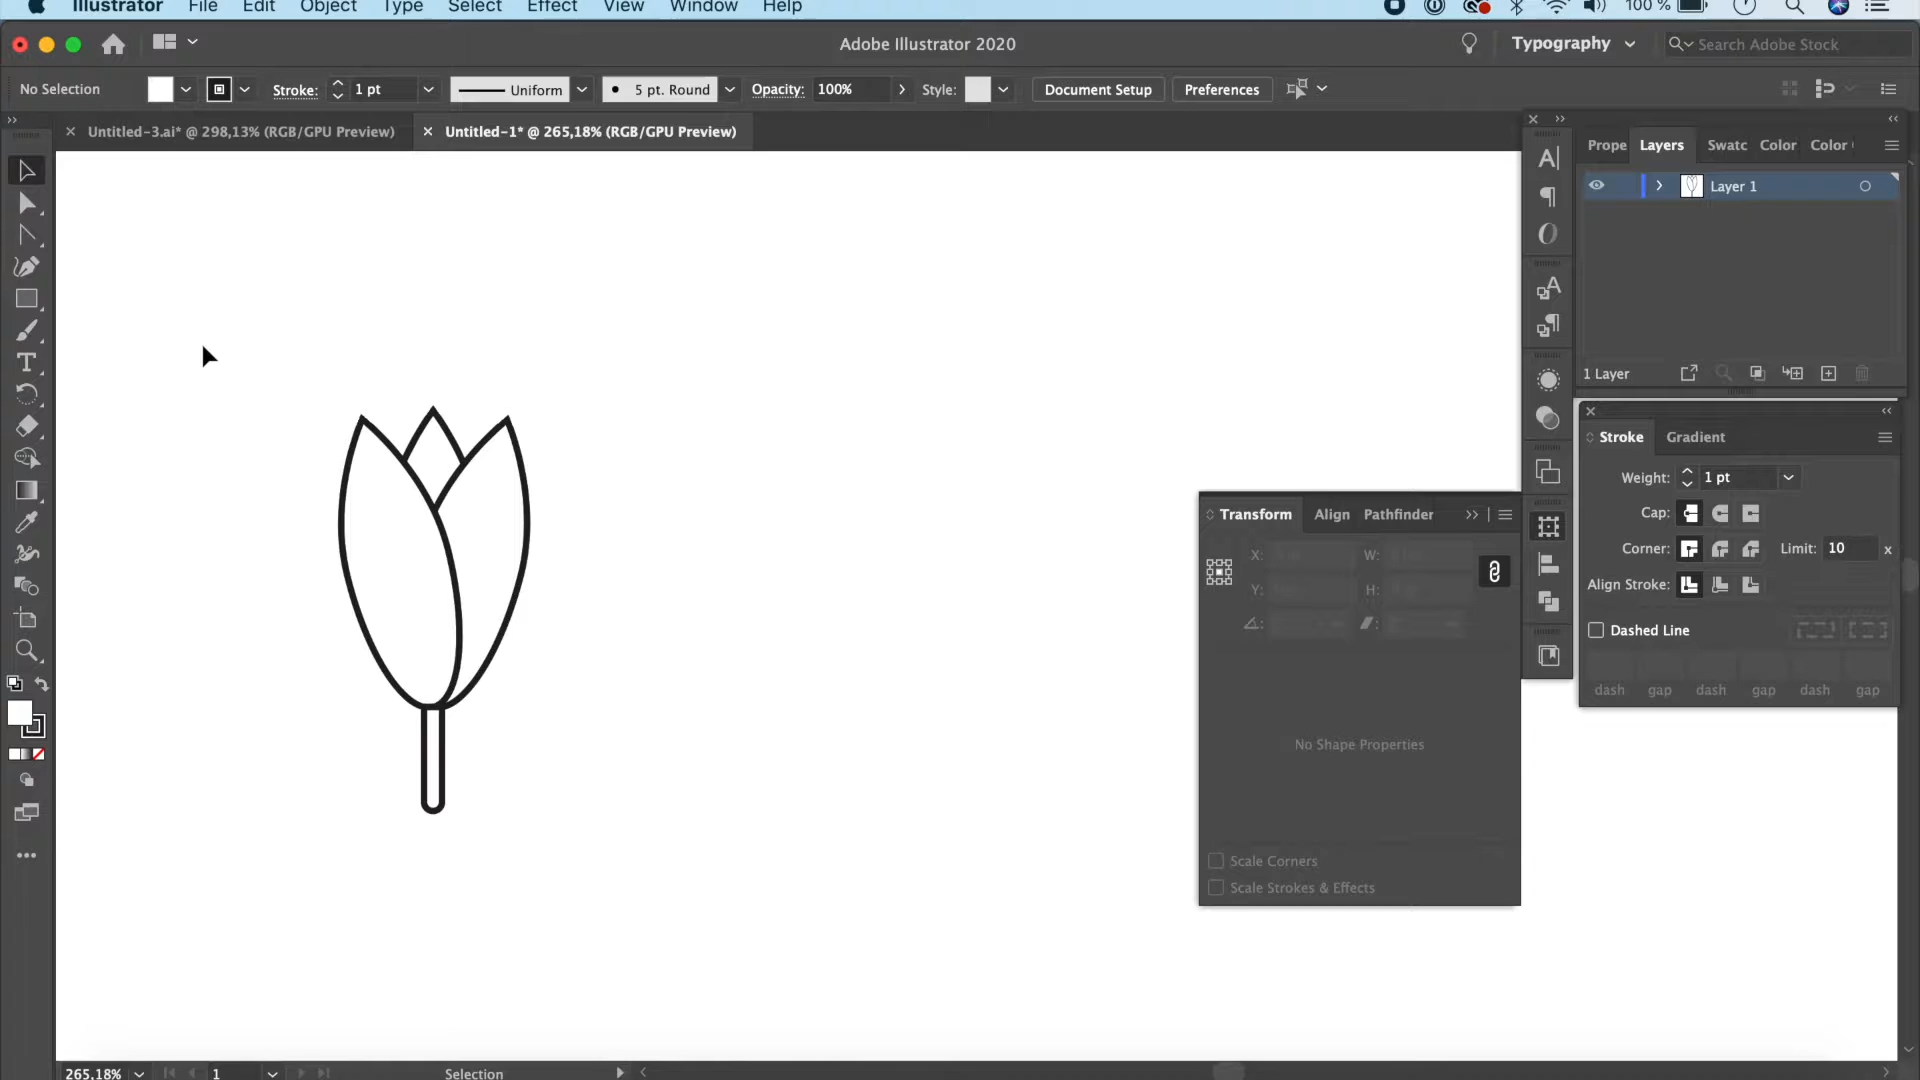 Illustrator File Edit Object Type Select Effect View Window Help 100 %
Adobe Illustrator 2020 Typography Search Adobe Stock
No Selection Stroke: 1 pt Uniform 5 pt. Round Opacity: 100% Style: Document Setup Preferences
Untitled-3.ai* @ 298,13% (RGB/GPU Preview) Untitled-1* @ 265,18% (RGB/GPU Preview)
Prope Layers Swatc Color Color
Layer 1
1 Layer
Stroke Gradient
Weight: 1 pt
Cap:
Corner: Limit: 10 x
Align Stroke:
Dashed Line
dash gap dash gap dash gap
Transform Align Pathfinder
X: W:
Y: H:
No Shape Properties
Scale Corners
Scale Strokes & Effects
265,18% 1 Selection